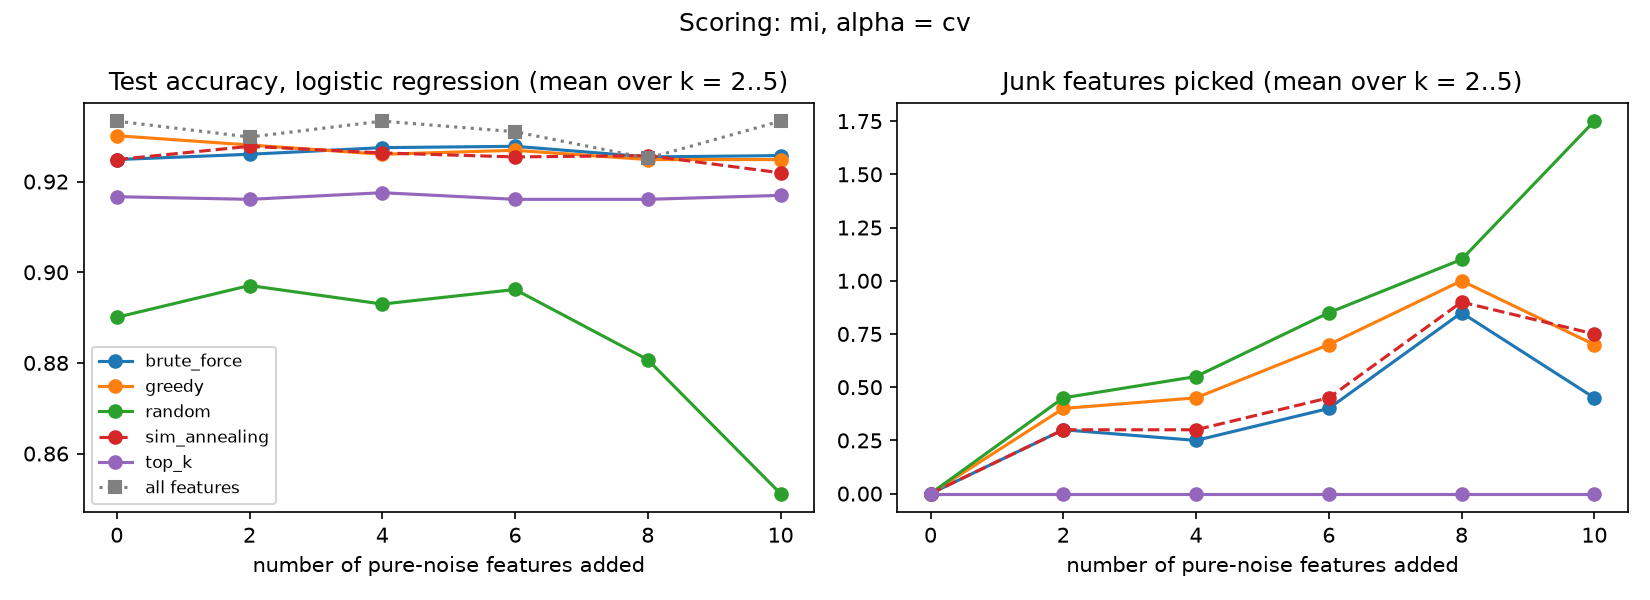 Scoring: mi, alpha = cv
Test accuracy, logistic regression (mean over k = 2..5)
0.92
0.90
0.88
0.86
brute_force
greedy
random
sim_annealing
top_k
all features
0 2 4 6 8 10
number of pure-noise features added
Junk features picked (mean over k = 2..5)
1.75
1.50
1.25
1.00
0.75
0.50
0.25
0.00
0 2 4 6 8 10
number of pure-noise features added